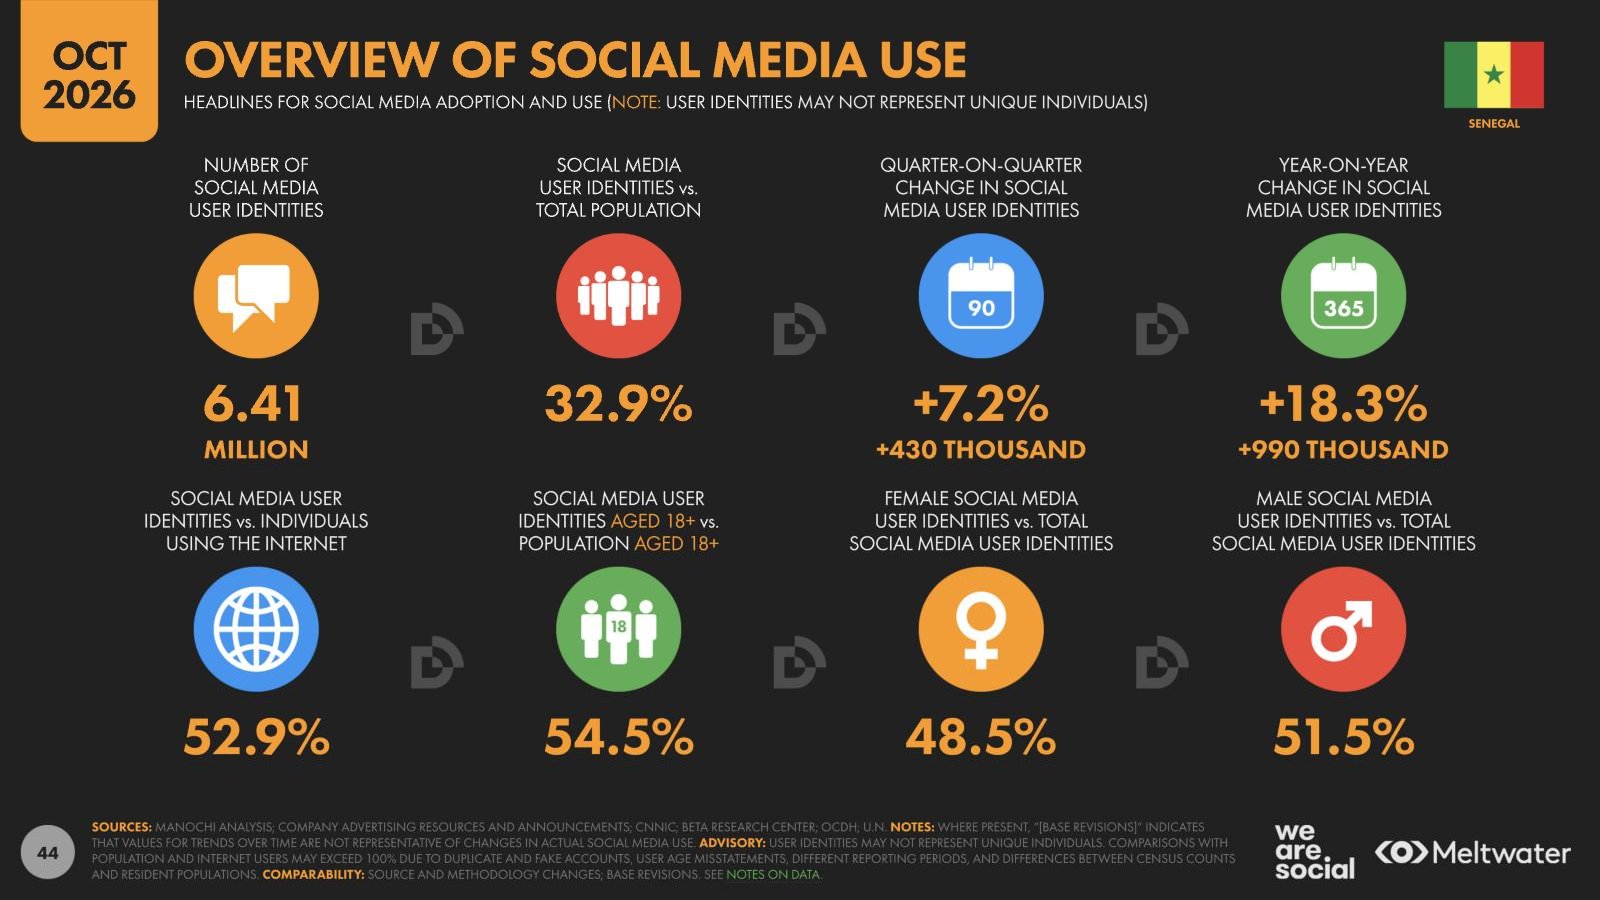 OCT
2026
OVERVIEW OF SOCIAL MEDIA USE
HEADLINES FOR SOCIAL MEDIA ADOPTION AND USE (NOTE: USER IDENTITIES MAY NOT REPRESENT UNIQUE INDIVIDUALS)
SENEGAL
NUMBER OF
SOCIAL MEDIA
USER IDENTITIES
6.41
MILLION
SOCIAL MEDIA
USER IDENTITIES vs.
TOTAL POPULATION
32.9%
QUARTER-ON-QUARTER
CHANGE IN SOCIAL
MEDIA USER IDENTITIES
90
+7.2%
+430 THOUSAND
YEAR-ON-YEAR
CHANGE IN SOCIAL
MEDIA USER IDENTITIES
365
+18.3%
+990 THOUSAND
SOCIAL MEDIA USER
IDENTITIES vs. INDIVIDUALS
USING THE INTERNET
52.9%
SOCIAL MEDIA USER
IDENTITIES AGED 18+ vs.
POPULATION AGED 18+
18
54.5%
FEMALE SOCIAL MEDIA
USER IDENTITIES vs. TOTAL
SOCIAL MEDIA USER IDENTITIES
48.5%
MALE SOCIAL MEDIA
USER IDENTITIES vs. TOTAL
SOCIAL MEDIA USER IDENTITIES
51.5%
44
SOURCES: MANOCHI ANALYSIS; COMPANY ADVERTISING RESOURCES AND ANNOUNCEMENTS; CNNIC; BETA RESEARCH CENTER; OCDH; U.N. NOTES: WHERE PRESENT, "[BASE REVISIONS]" INDICATES
THAT VALUES FOR TRENDS OVER TIME ARE NOT REPRESENTATIVE OF CHANGES IN ACTUAL SOCIAL MEDIA USE. ADVISORY: USER IDENTITIES MAY NOT REPRESENT UNIQUE INDIVIDUALS. COMPARISONS WITH
POPULATION AND INTERNET USERS MAY EXCEED 100% DUE TO DUPLICATE AND FAKE ACCOUNTS, USER AGE MISSTATEMENTS, DIFFERENT REPORTING PERIODS, AND DIFFERENCES BETWEEN CENSUS COUNTS
AND RESIDENT POPULATIONS. COMPARABILITY: SOURCE AND METHODOLOGY CHANGES; BASE REVISIONS. SEE NOTES ON DATA.
we
are
social
Meltwater